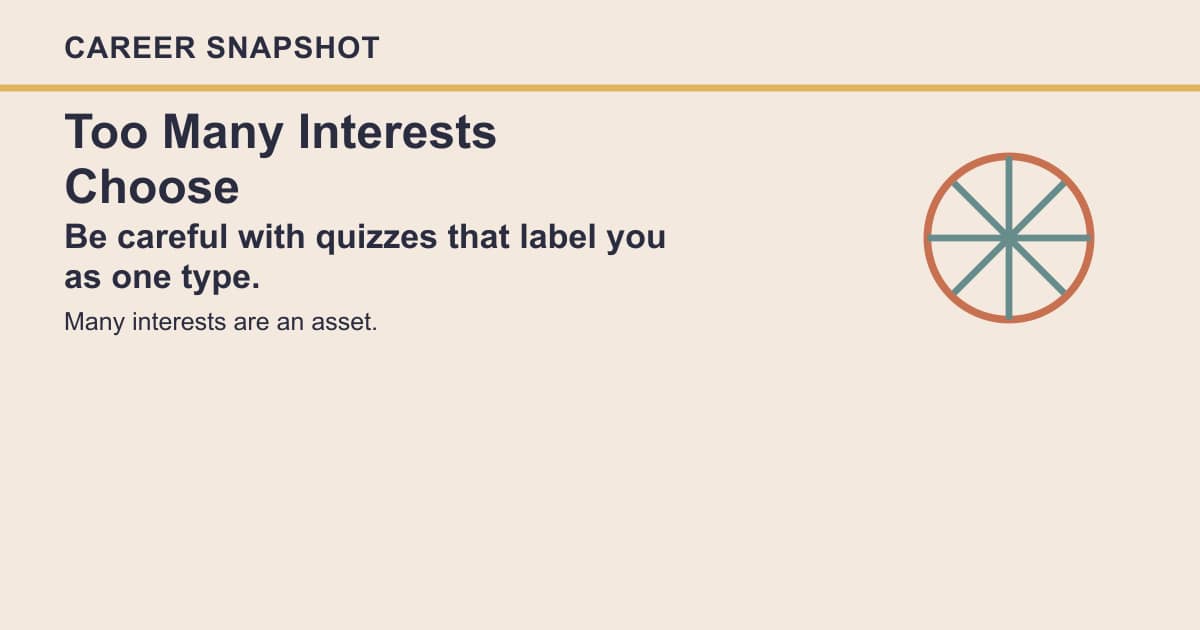 CAREER SNAPSHOT
Too Many Interests
Choose
Be careful with quizzes that label you
as one type.
Many interests are an asset.